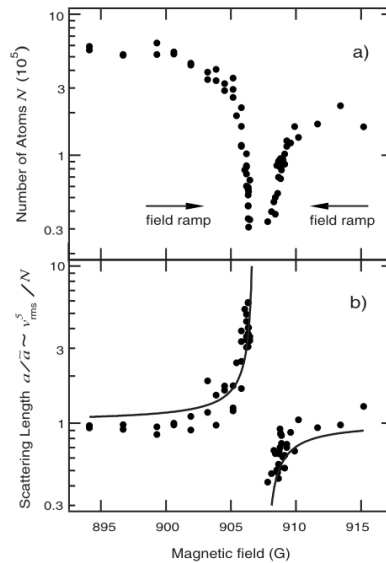 10
Number of Atoms N (10⁵)
a)
1
field ramp
field ramp
0.3
10
Scattering Length a/a̅ ~ v⁵rms / N
b)
3
1
0.3
895
900
905
910
915
Magnetic field (G)